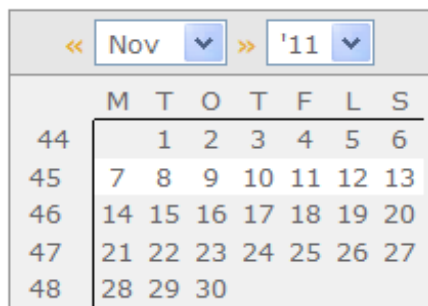 « Nov » '11
M T O T F L S
44 1 2 3 4 5 6
45 7 8 9 10 11 12 13
46 14 15 16 17 18 19 20
47 21 22 23 24 25 26 27
48 28 29 30